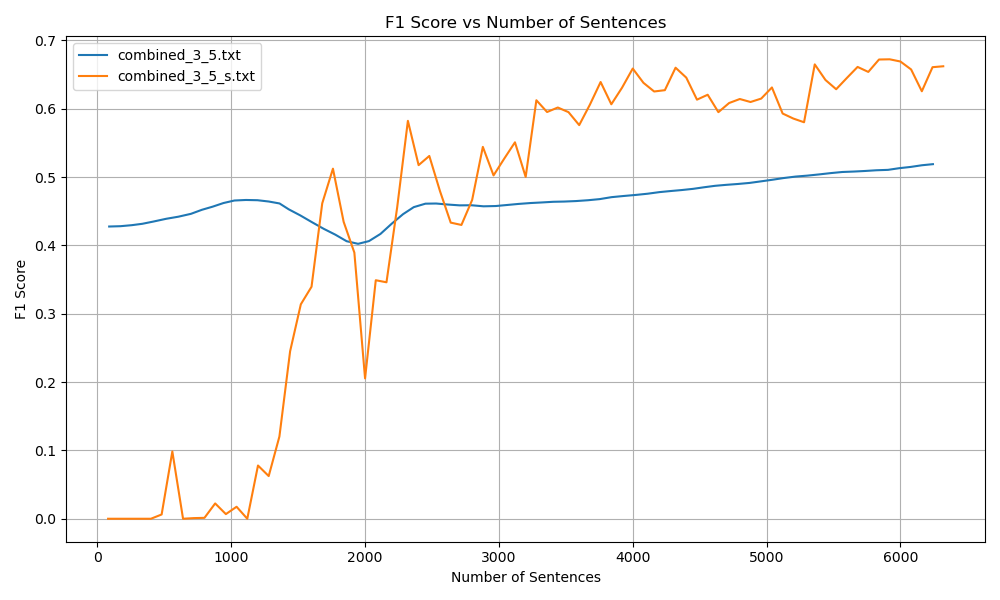 F1 Score vs Number of Sentences
combined_3_5.txt
combined_3_5_s.txt
F1 Score
0.7
0.6
0.5
0.4
0.3
0.2
0.1
0.0
0 1000 2000 3000 4000 5000 6000
Number of Sentences